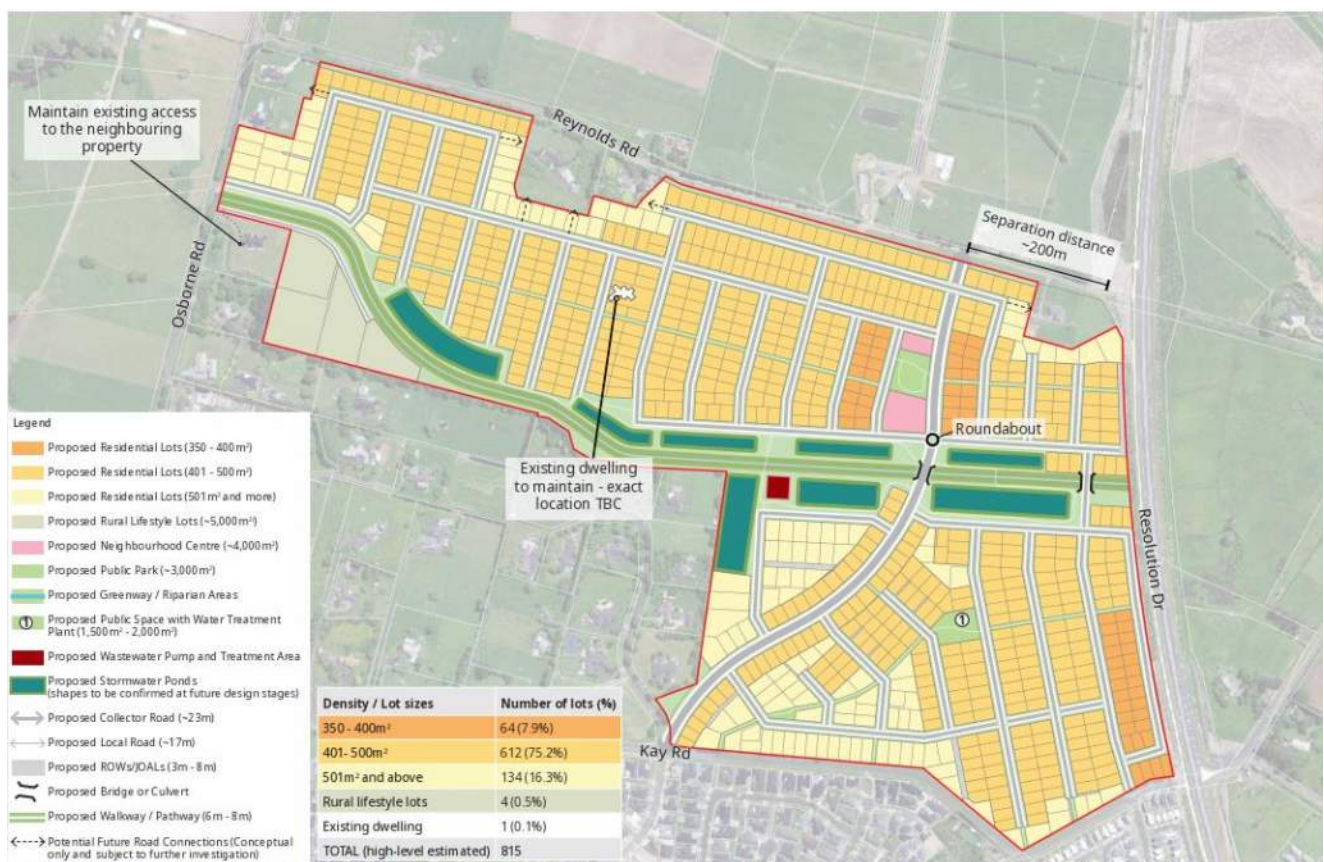 Maintain existing access
to the neighbouring
property
Reynolds Rd
Separation distance
~200m
Osborne Rd
Roundabout
Existing dwelling
to maintain - exact
location TBC
Resolution Dr
①
Kay Rd
Legend
Proposed Residential Lots (350 - 400m²)
Proposed Residential Lots (401 - 500m²)
Proposed Residential Lots (501m² and more)
Proposed Rural Lifestyle Lots (~5,000m²)
Proposed Neighbourhood Centre (~4,000m²)
Proposed Public Park (~3,000m²)
Proposed Greenway / Riparian Areas
① Proposed Public Space with Water Treatment
Plant (1,500m² - 2,000m²)
Proposed Wastewater Pump and Treatment Area
Proposed Stormwater Ponds
(shapes to be confirmed at future design stages)
Proposed Collector Road (~23m)
Proposed Local Road (~17m)
Proposed ROWs/JOALs (3m - 8m)
Proposed Bridge or Culvert
Proposed Walkway / Pathway (6m - 8m)
Potential Future Road Connections (Conceptual
only and subject to further investigation)
Density / Lot sizes Number of lots (%)
350 - 400m² 64 (7.9%)
401- 500m² 612 (75.2%)
501m² and above 134 (16.3%)
Rural lifestyle lots 4 (0.5%)
Existing dwelling 1 (0.1%)
TOTAL (high-level estimated) 815